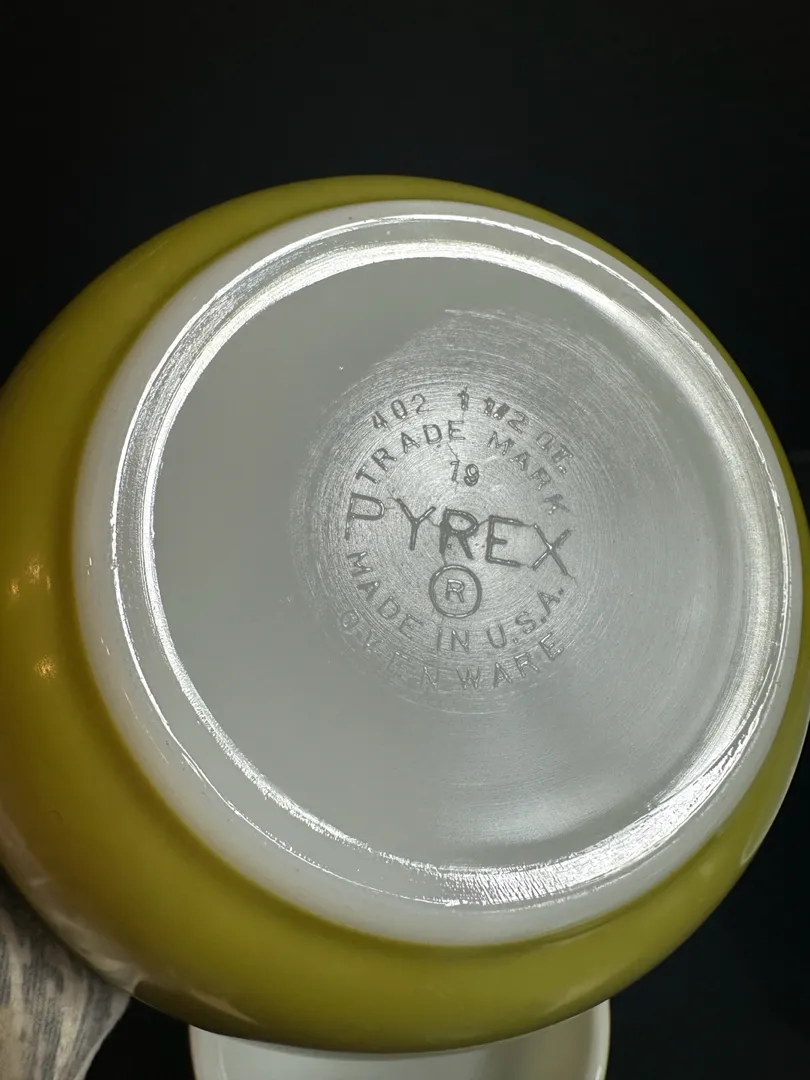 402 1 1/2 QT.
TRADE MARK
19
PYREX
®
MADE IN U.S.A.
OVENWARE